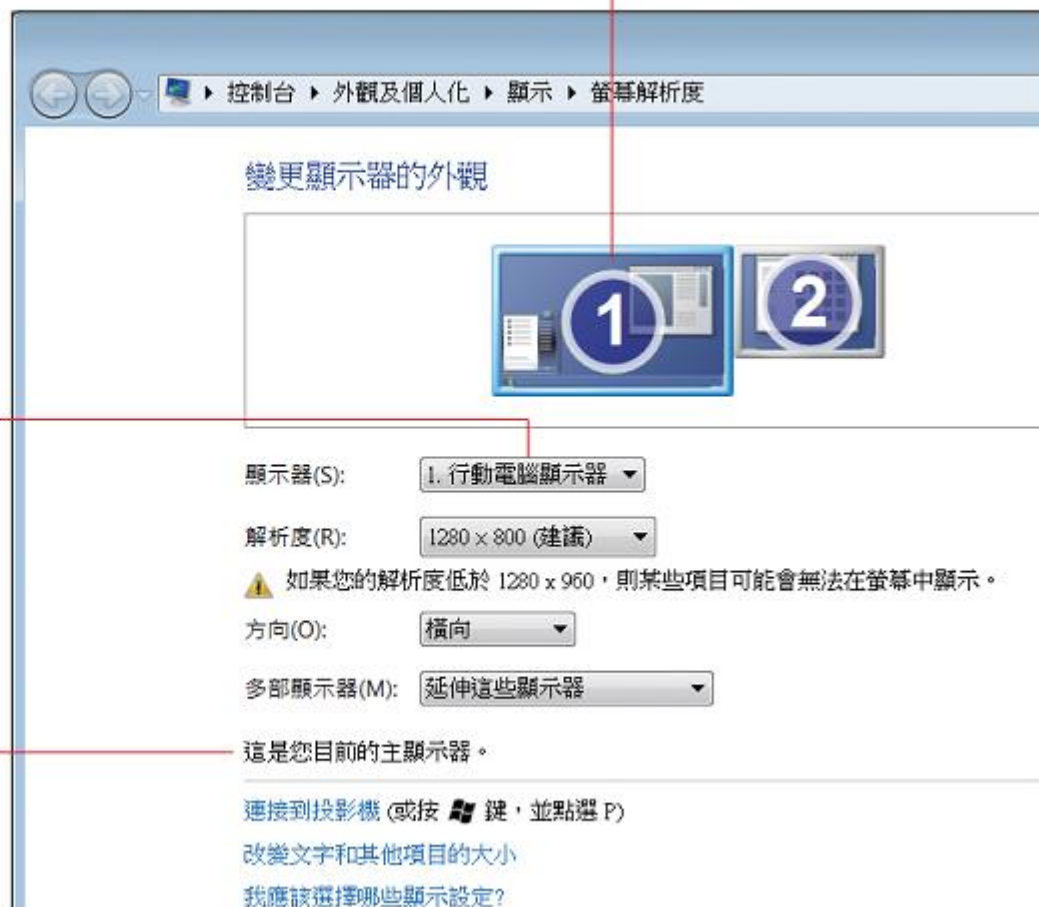 控制台 ▸ 外觀及個人化 ▸ 顯示 ▸ 螢幕解析度
變更顯示器的外觀
1 2
顯示器(S): 1. 行動電腦顯示器
解析度(R): 1280 x 800 (建議)
如果您的解析度低於 1280 x 960，則某些項目可能會無法在螢幕中顯示。
方向(O): 橫向
多部顯示器(M): 延伸這些顯示器
這是您目前的主顯示器。
連接到投影機 (或按 鍵，並點選 P)
改變文字和其他項目的大小
我應該選擇哪些顯示設定?